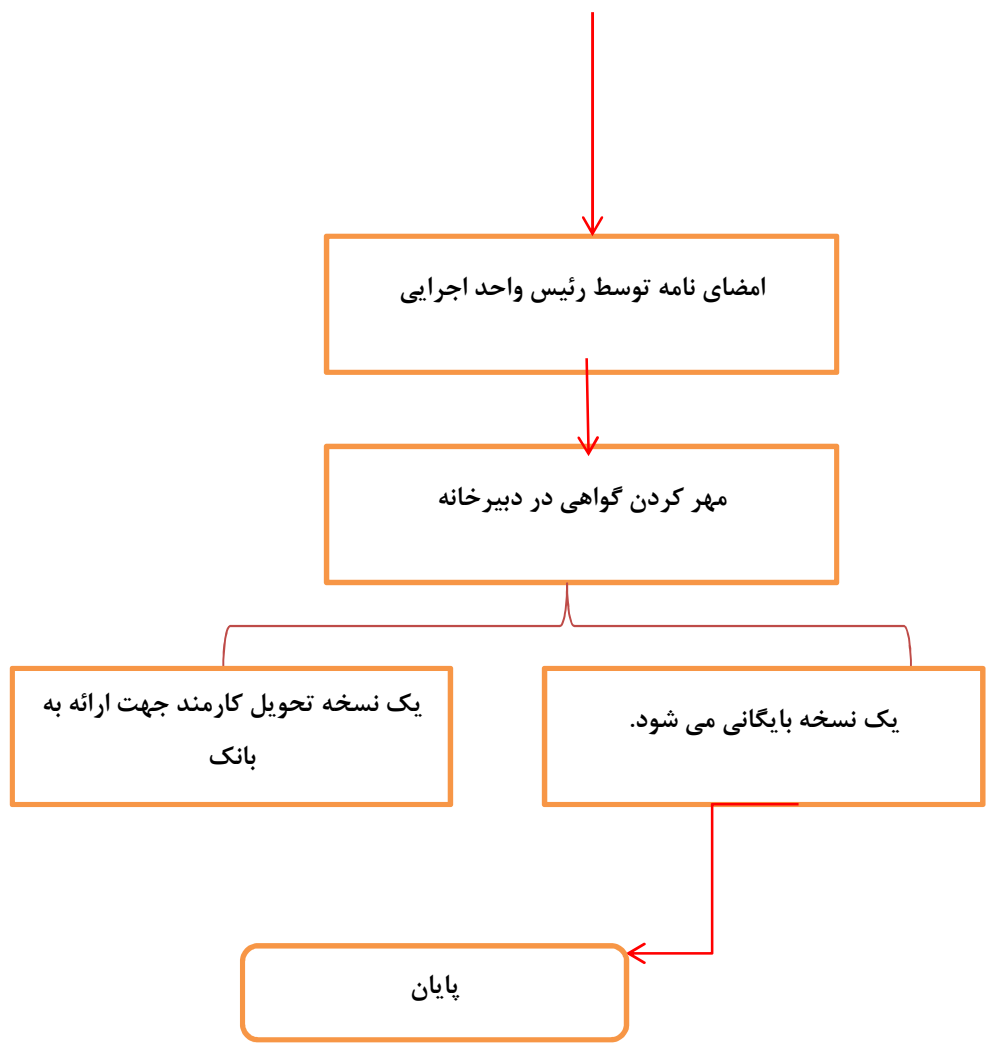 امضای نامه توسط رئیس واحد اجرایی
مهر کردن گواهی در دبیرخانه
یک نسخه بایگانی می شود.
یک نسخه تحویل کارمند جهت ارائه به
بانک
پایان